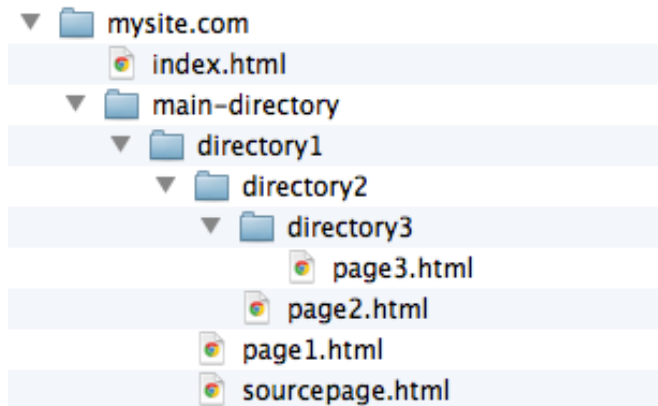 mysite.com
index.html
main-directory
directory1
directory2
directory3
page3.html
page2.html
page1.html
sourcepage.html